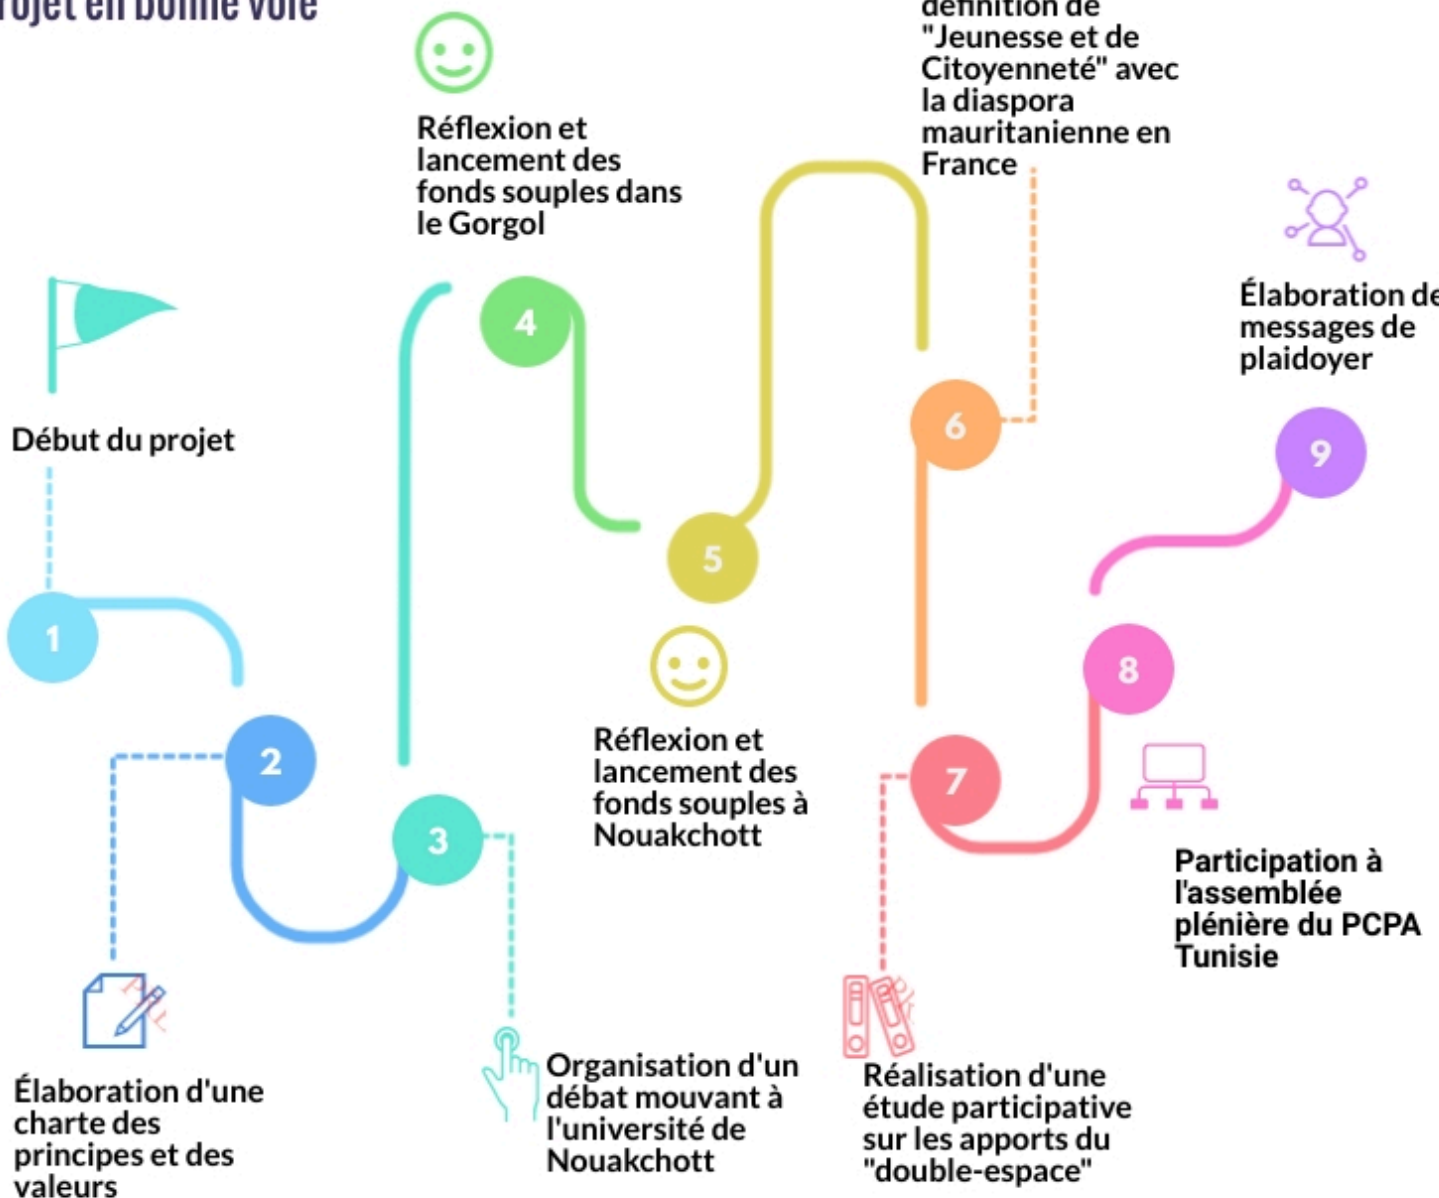 rojet en bonne voie
Début du projet
1
Élaboration d'une
charte des
principes et des
valeurs
2
Organisation d'un
débat mouvant à
l'université de
Nouakchott
3
Réflexion et
lancement des
fonds souples dans
le Gorgol
4
5
Réflexion et
lancement des
fonds souples à
Nouakchott
définition de
"Jeunesse et de
Citoyenneté" avec
la diaspora
mauritanienne en
France
6
7
Réalisation d'une
étude participative
sur les apports du
"double-espace"
8
Participation à
l'assemblée
plénière du PCPA
Tunisie
Élaboration de
messages de
plaidoyer
9